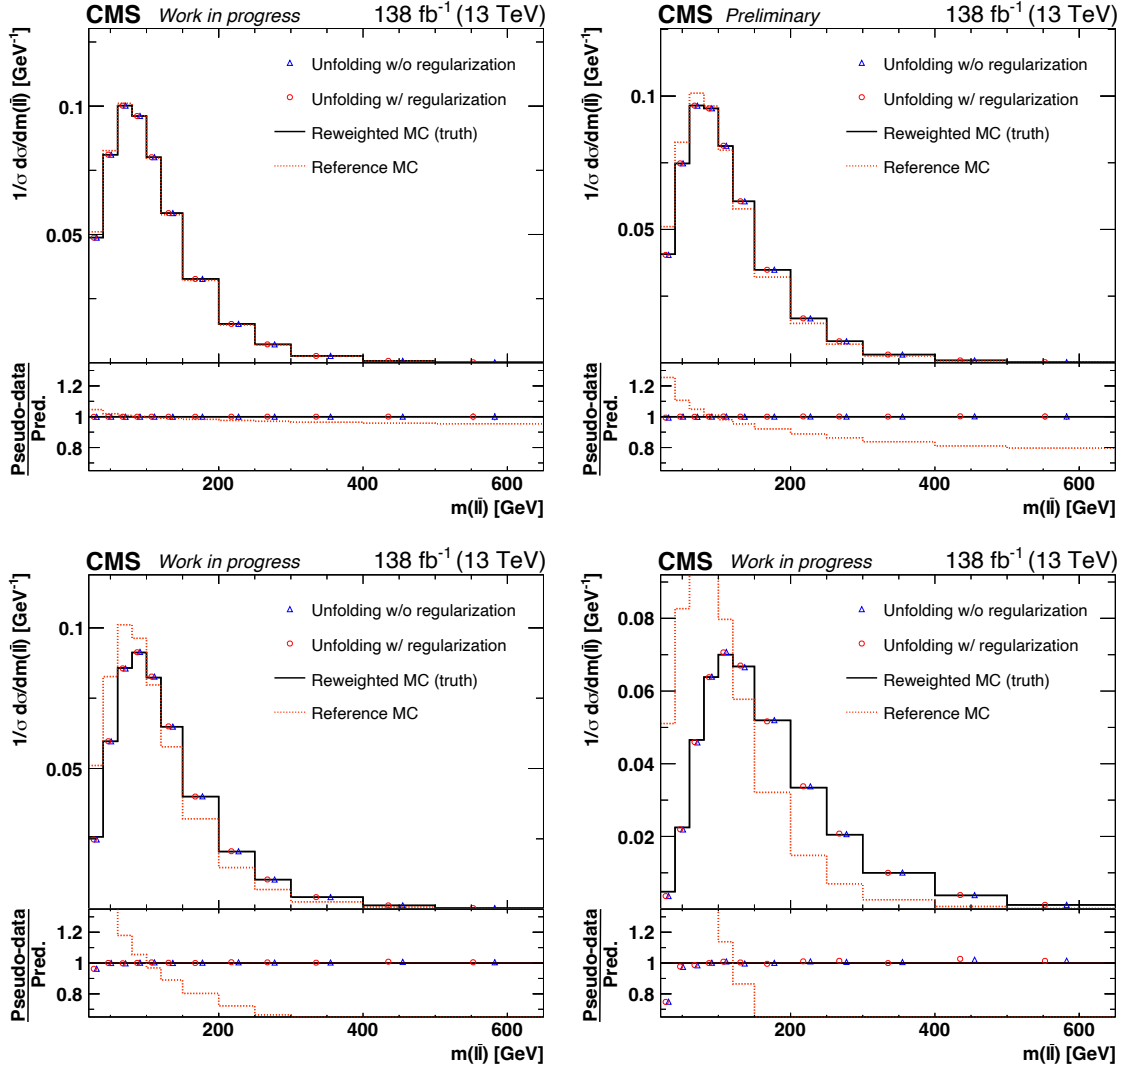 CMS Work in progress 138 fb⁻¹ (13 TeV)
1/σ dσ/dm(ll̄) [GeV⁻¹]
0.1
0.05
Unfolding w/o regularization
Unfolding w/ regularization
Reweighted MC (truth)
Reference MC
Pseudo-data
Pred.
1.2
1
0.8
200 400 600
m(ll̄) [GeV]
CMS Preliminary 138 fb⁻¹ (13 TeV)
1/σ dσ/dm(ll̄) [GeV⁻¹]
0.1
0.05
Unfolding w/o regularization
Unfolding w/ regularization
Reweighted MC (truth)
Reference MC
Pseudo-data
Pred.
1.2
1
0.8
200 400 600
m(ll̄) [GeV]
CMS Work in progress 138 fb⁻¹ (13 TeV)
1/σ dσ/dm(ll̄) [GeV⁻¹]
0.1
0.05
Unfolding w/o regularization
Unfolding w/ regularization
Reweighted MC (truth)
Reference MC
Pseudo-data
Pred.
1.2
1
0.8
200 400 600
m(ll̄) [GeV]
CMS Work in progress 138 fb⁻¹ (13 TeV)
1/σ dσ/dm(ll̄) [GeV⁻¹]
0.08
0.06
0.04
0.02
Unfolding w/o regularization
Unfolding w/ regularization
Reweighted MC (truth)
Reference MC
Pseudo-data
Pred.
1.2
1
0.8
200 400 600
m(ll̄) [GeV]